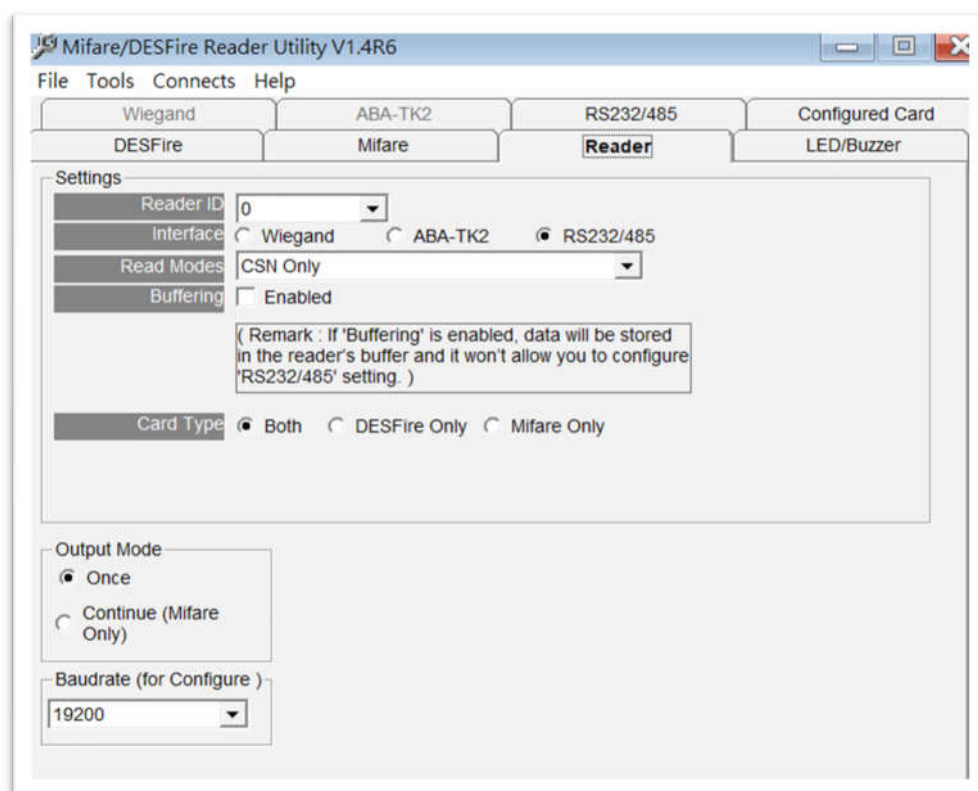 Mifare/DESFire Reader Utility V1.4R6
File Tools Connects Help
Wiegand ABA-TK2 RS232/485 Configured Card
DESFire Mifare Reader LED/Buzzer
Settings
Reader ID 0
Interface Wiegand ABA-TK2 RS232/485
Read Modes CSN Only
Buffering Enabled
( Remark : If 'Buffering' is enabled, data will be stored
in the reader's buffer and it won't allow you to configure
'RS232/485' setting. )
Card Type Both DESFire Only Mifare Only
Output Mode
Once
Continue (Mifare
Only)
Baudrate (for Configure )
19200